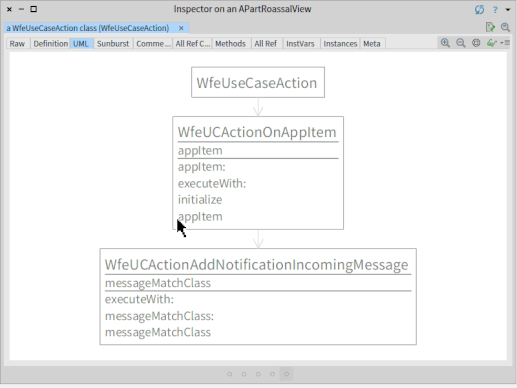 Inspector on an APartRoassalView
a WfeUseCaseAction class (WfeUseCaseAction)
Raw Definition UML Sunburst Comme ... All Ref C... Methods All Ref InstVars Instances Meta
WfeUseCaseAction
WfeUCActionOnAppItem
appItem
appItem:
executeWith:
initialize
appItem
WfeUCActionAddNotificationIncomingMessage
messageMatchClass
executeWith:
messageMatchClass:
messageMatchClass